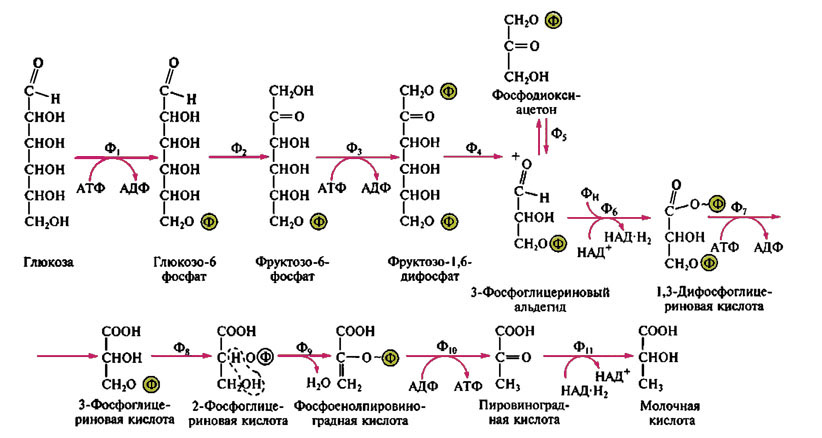 CH₂O Ф
C=O
CH₂OH
Фосфодиокси-
ацетон
Ф₅
O
C H
CHOH
CHOH
CHOH
CHOH
CH₂OH
Глюкоза
Ф₁
АТФ АДФ
O
C H
CHOH
CHOH
CHOH
CHOH
CH₂O Ф
Глюкозо-6
фосфат
Ф₂
CH₂OH
C=O
CHOH
CHOH
CHOH
CH₂O Ф
Фруктозо-6-
фосфат
Ф₃
АТФ АДФ
CH₂O Ф
C=O
CHOH
CHOH
CHOH
CH₂O Ф
Фруктозо-1,6-
дифосфат
Ф₄
+
O
C H
CHOH
CH₂O Ф
3-Фосфоглицериновый
альдегид
Фн Ф₆
НАД⁺ НАД·H₂
O
C O~Ф
CHOH
CH₂O Ф
1,3-Дифосфоглице-
риновая кислота
Ф₇
АТФ АДФ
COOH
CHOH
CH₂O Ф
3-Фосфоглице-
риновая кислота
Ф₈
COOH
C H O Ф
CH₂OH
2-Фосфоглице-
риновая кислота
Ф₉
H₂O
COOH
C — O ~ Ф
CH₂
Фосфоенолпировино-
градная кислота
Ф₁₀
АДФ АТФ
COOH
C=O
CH₃
Пировиноград-
ная кислота
Ф₁₁
НАД·H₂ НАД⁺
COOH
CHOH
CH₃
Молочная
кислота